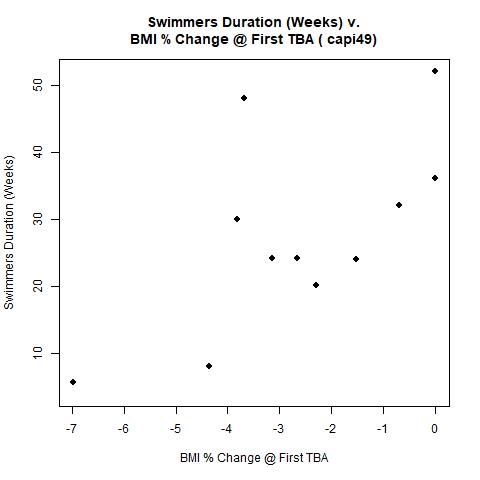 Swimmers Duration (Weeks) v.
BMI % Change @ First TBA ( capi49)
Swimmers Duration (Weeks)
50
40
30
20
10
-7 -6 -5 -4 -3 -2 -1 0
BMI % Change @ First TBA